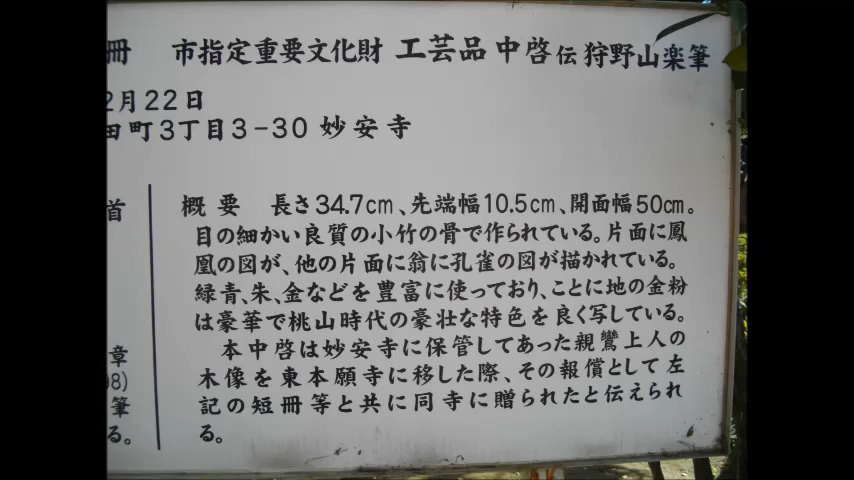 冊 市指定重要文化財 工芸品 中啓 伝 狩野山楽筆
2月22日
田町3丁目3-30 妙安寺
首
章
98)
筆
る。
概要 長さ34.7cm、先端幅10.5cm、開面幅50cm。
目の細かい良質の小竹の骨で作られている。片面に鳳
凰の図が、他の片面に翁に孔雀の図が描かれている。
緑青、朱、金などを豊富に使っており、ことに地の金粉
は豪華で桃山時代の豪壮な特色を良く写している。
本中啓は妙安寺に保管してあった親鸞上人の
木像を東本願寺に移した際、その報償として左
記の短冊等と共に同寺に贈られたと伝えられ
る。